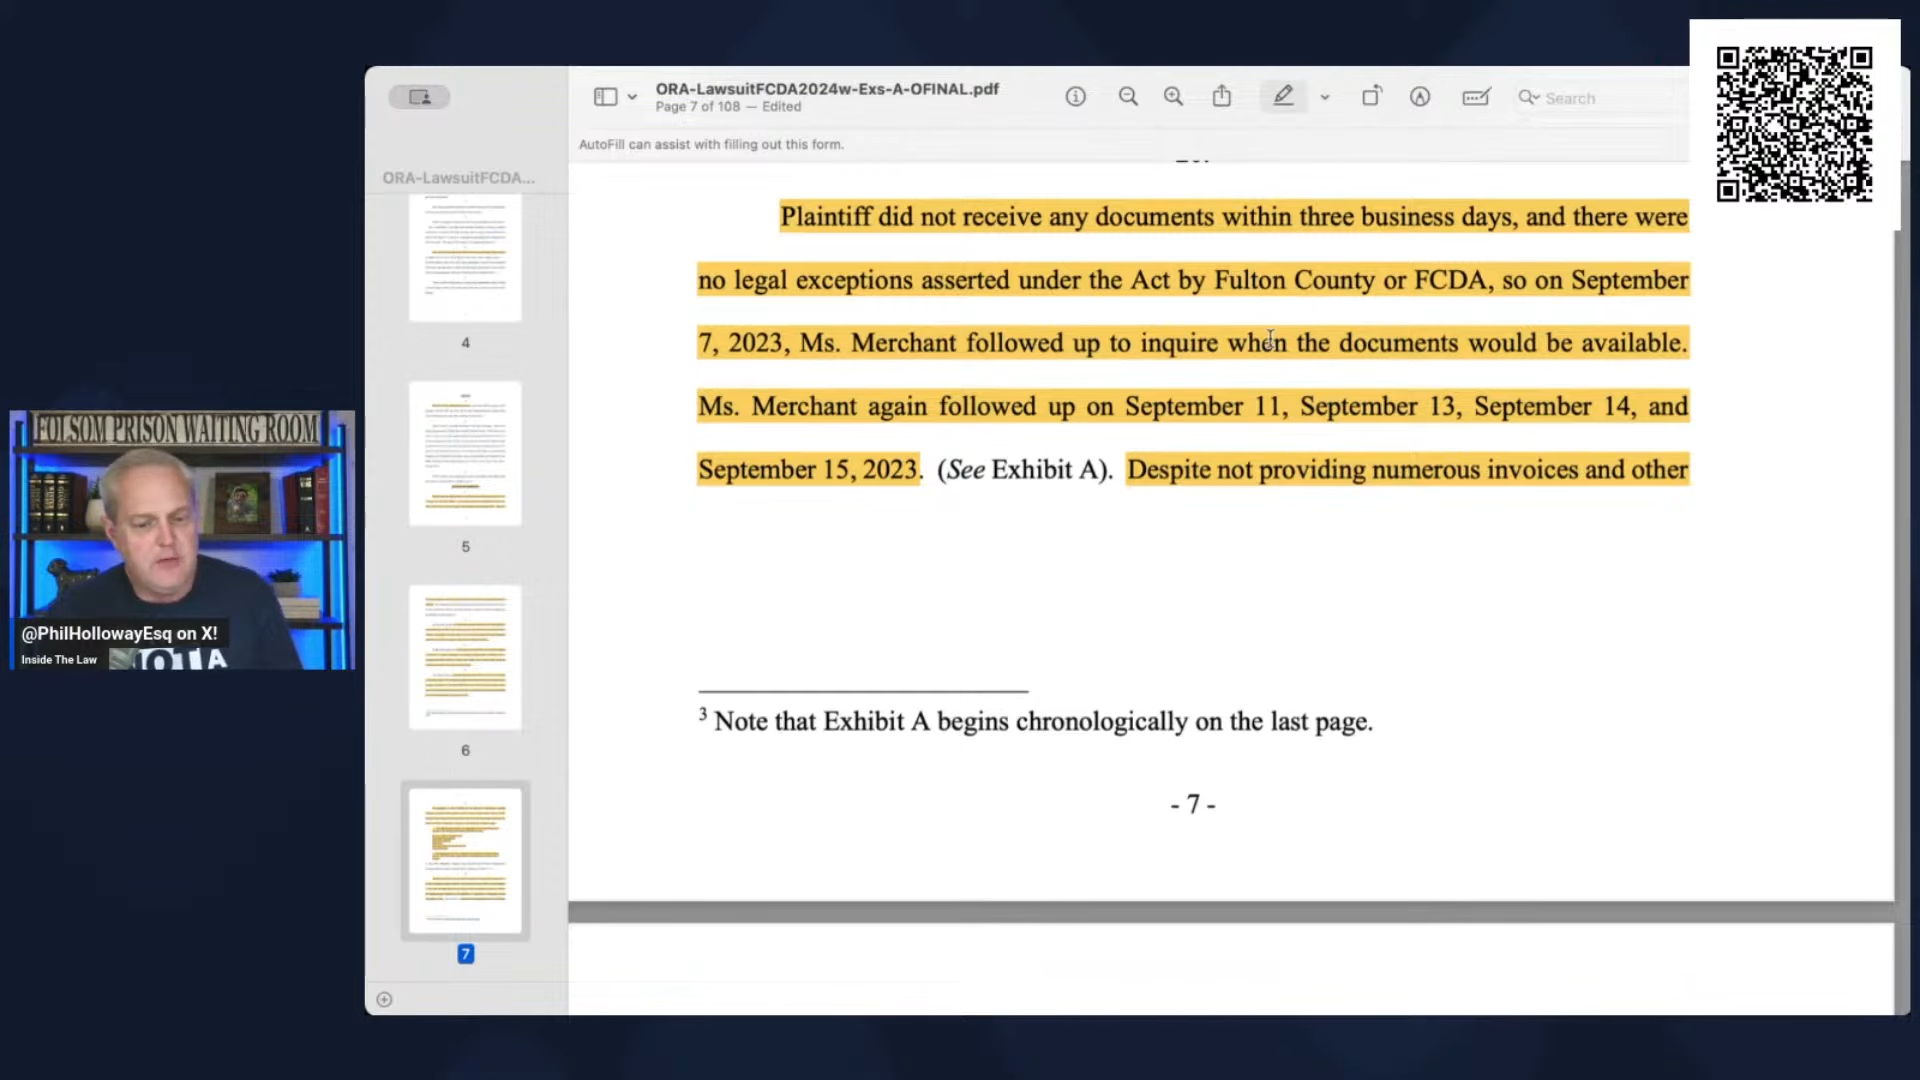 ORA-LawsuitFCDA2024w-Exs-A-OFINAL.pdf
Page 7 of 108 — Edited
Search
AutoFill can assist with filling out this form.
ORA-LawsuitFCDA...
4
5
6
7
Plaintiff did not receive any documents within three business days, and there were
no legal exceptions asserted under the Act by Fulton County or FCDA, so on September
7, 2023, Ms. Merchant followed up to inquire when the documents would be available.
Ms. Merchant again followed up on September 11, September 13, September 14, and
September 15, 2023. (See Exhibit A). Despite not providing numerous invoices and other
3 Note that Exhibit A begins chronologically on the last page.
- 7 -
FOLSOM PRISON WAITING ROOM
@PhilHollowayEsq on X!
Inside The Law